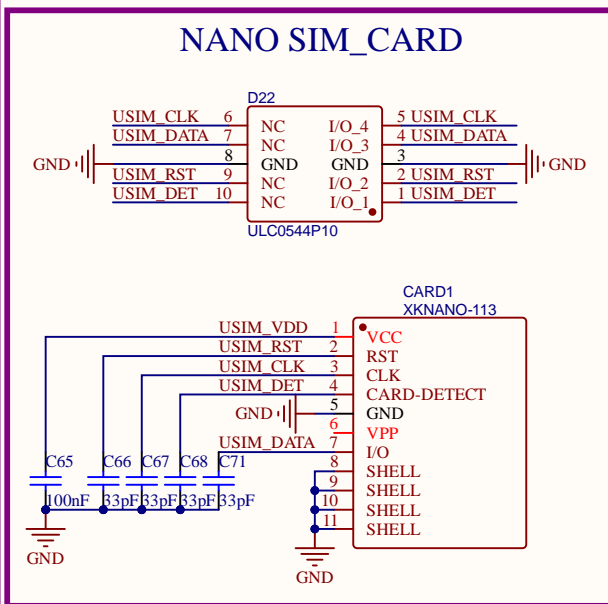 NANO SIM_CARD
D22
USIM_CLK 6 NC I/O_4 5 USIM_CLK
USIM_DATA 7 NC I/O_3 4 USIM_DATA
GND 8 GND GND 3 GND
USIM_RST 9 NC I/O_2 2 USIM_RST
USIM_DET 10 NC I/O_1 1 USIM_DET
ULC0544P10
CARD1
XKNANO-113
USIM_VDD 1 VCC
USIM_RST 2 RST
USIM_CLK 3 CLK
USIM_DET 4 CARD-DETECT
GND 5 GND
6 VPP
USIM_DATA 7 I/O
8 SHELL
9 SHELL
10 SHELL
11 SHELL
C65 C66 C67 C68 C71
100nF 33pF 33pF 33pF 33pF
GND
GND